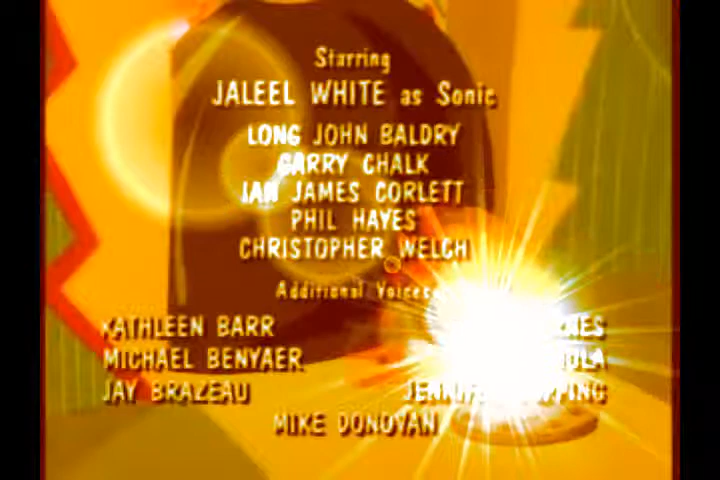 Starring
JALEEL WHITE as Sonic
LONG JOHN BALDRY
GARRY CHALK
IAN JAMES CORLETT
PHIL HAYES
CHRISTOPHER WELCH
Additional Voices
KATHLEEN BARR
MICHAEL BENYAER
JAY BRAZEAU
MIKE DONOVAN